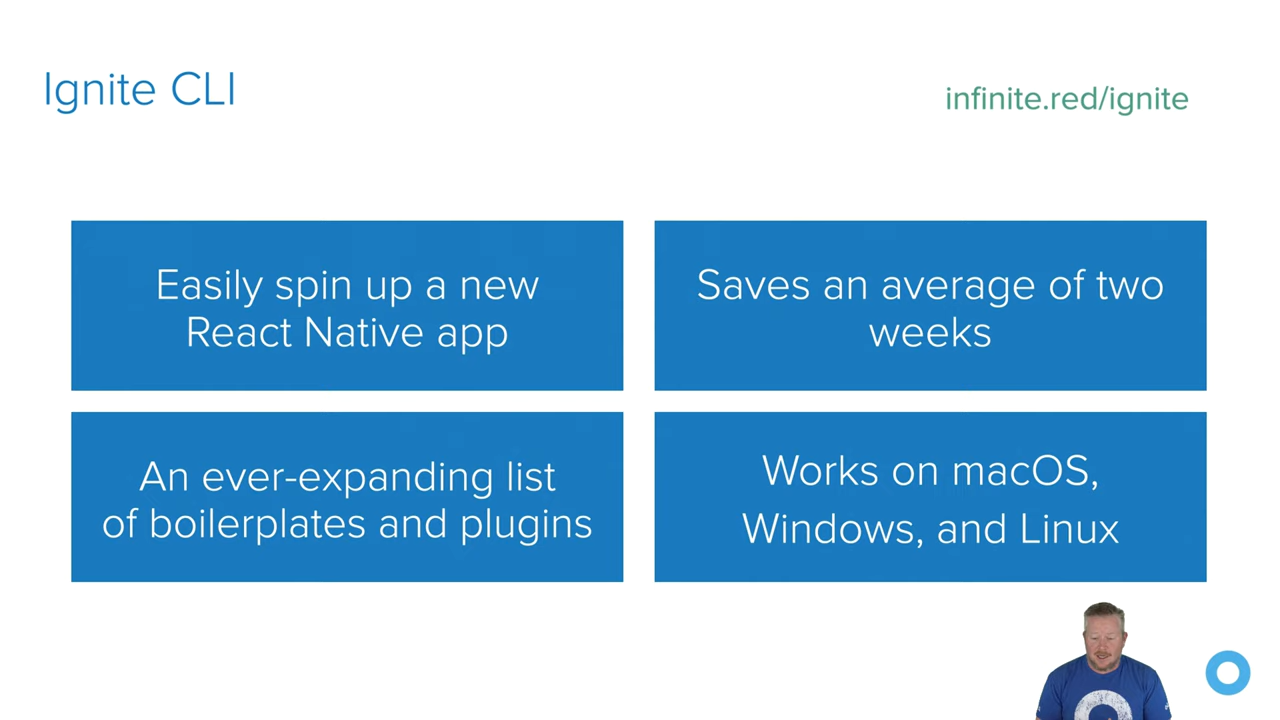 Ignite CLI
infinite.red/ignite
Easily spin up a new
React Native app
Saves an average of two
weeks
An ever-expanding list
of boilerplates and plugins
Works on macOS,
Windows, and Linux